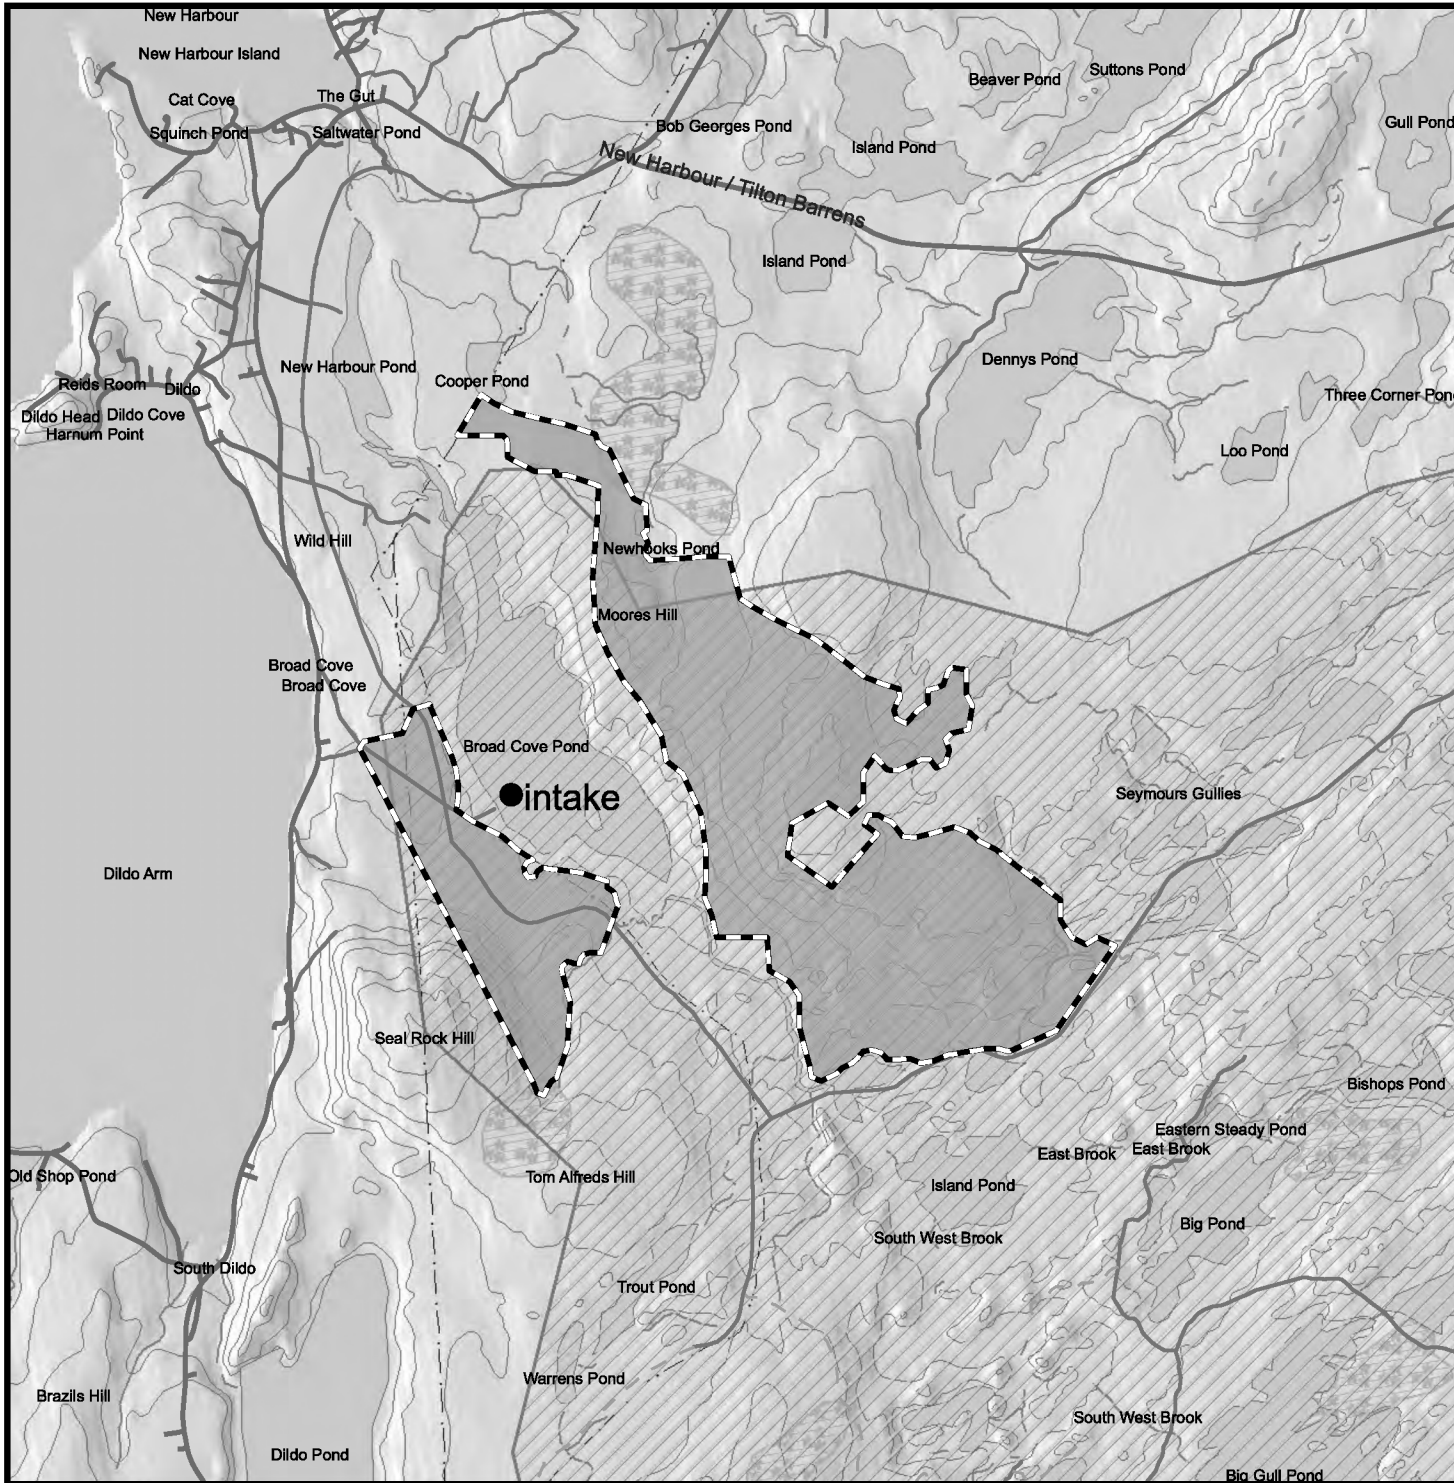 New Harbour
New Harbour Island
Suttons Pond
Beaver Pond
The Gut
Cat Cove
Gull Pond
Bob Georges Pond
Squinch Pond
Saltwater Pond
Island Pond
New Harbour / Tilton Barrens
Island Pond
Dennys Pond
New Harbour Pond
Cooper Pond
Reids Room
Dildo
Three Corner Pon
Dildo Head
Dildo Cove
Harnum Point
Loo Pond
Wild Hill
Newhooks Pond
Moores Hill
Broad Cove
Broad Cove
Broad Cove Pond
intake
Seymours Gullies
Dildo Arm
Seal Rock Hill
Bishops Pond
Eastern Steady Pond
East Brook
East Brook
Old Shop Pond
Tom Alfreds Hill
Island Pond
Big Pond
South West Brook
South Dildo
Trout Pond
Warrens Pond
Brazils Hill
South West Brook
Dildo Pond
Big Gull Pond